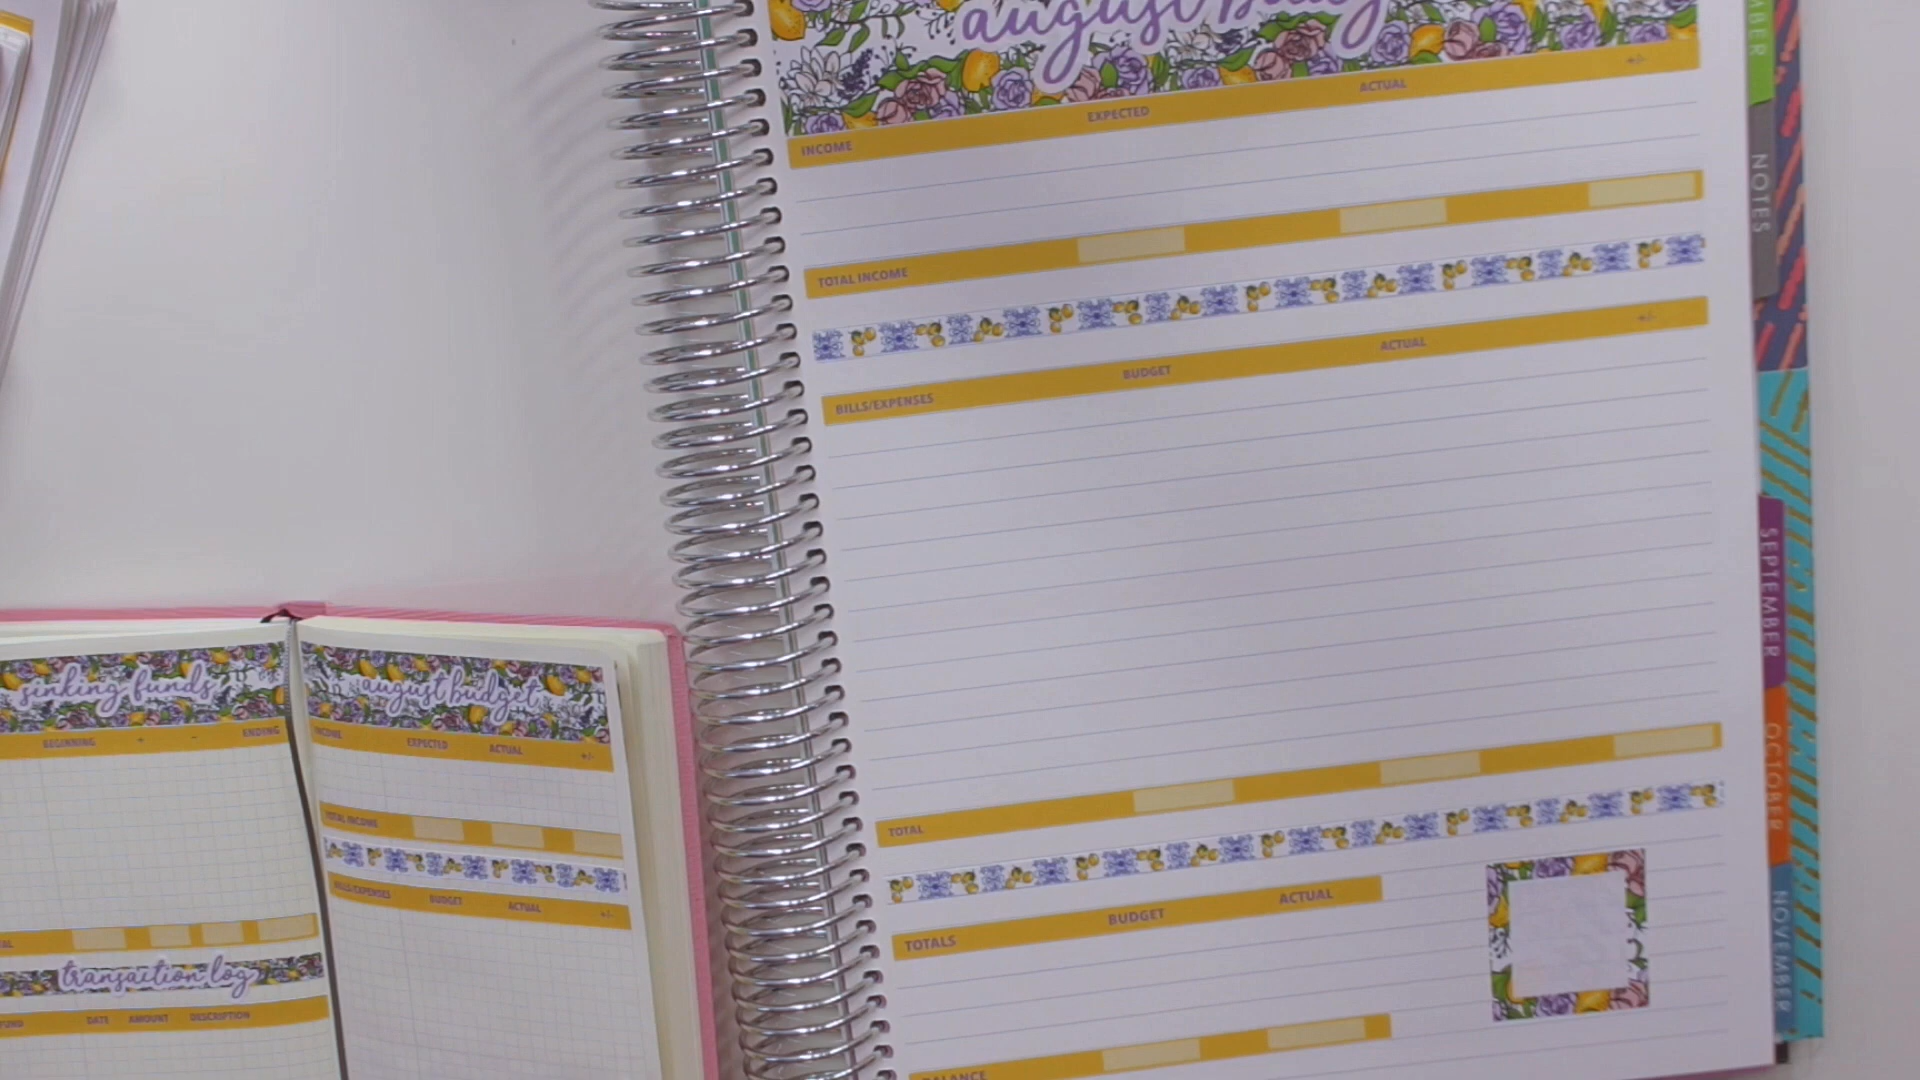 august
EXPECTED ACTUAL +/-
INCOME
TOTAL INCOME
BUDGET ACTUAL +/-
BILLS/EXPENSES
TOTAL
BUDGET ACTUAL
TOTALS
BALANCE
NOTES
SEPTEMBER
OCTOBER
NOVEMBER
sinking funds
BEGINNING + - ENDING
transaction log
FUND DATE AMOUNT DESCRIPTION
august budget
INCOME EXPECTED ACTUAL +/-
TOTAL INCOME
BILLS/EXPENSES BUDGET ACTUAL +/-